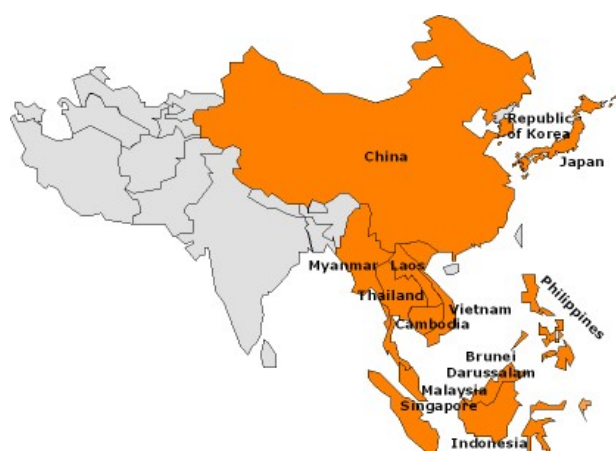 Republic
of Korea
China
Japan
Myanmar
Laos
Thailand
Philippines
Vietnam
Cambodia
Brunei
Darussalam
Malaysia
Singapore
Indonesia